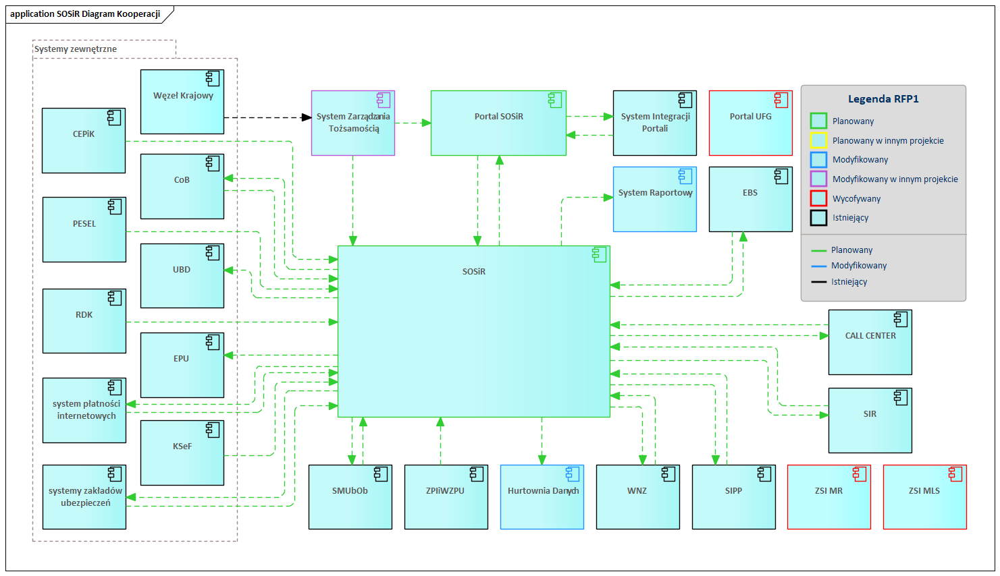 application SOSiR Diagram Kooperacji
Systemy zewnętrzne
Węzeł Krajowy
CEPiK
CoB
PESEL
UBD
RDK
EPU
system płatności
internetowych
KSeF
systemy zakładów
ubezpieczeń
System Zarządzania
Tożsamością
Portal SOSiR
System Integracji
Portali
Portal UFG
System Raportowy
EBS
SOSiR
CALL CENTER
SIR
SMUbOb
ZPIiWZPU
Hurtownia Danych
WNZ
SIPP
ZSI MR
ZSI MLS
Legenda RFP1
Planowany
Planowany w innym projekcie
Modyfikowany
Modyfikowany w innym projekcie
Wycofywany
Istniejący
Planowany
Modyfikowany
Istniejący